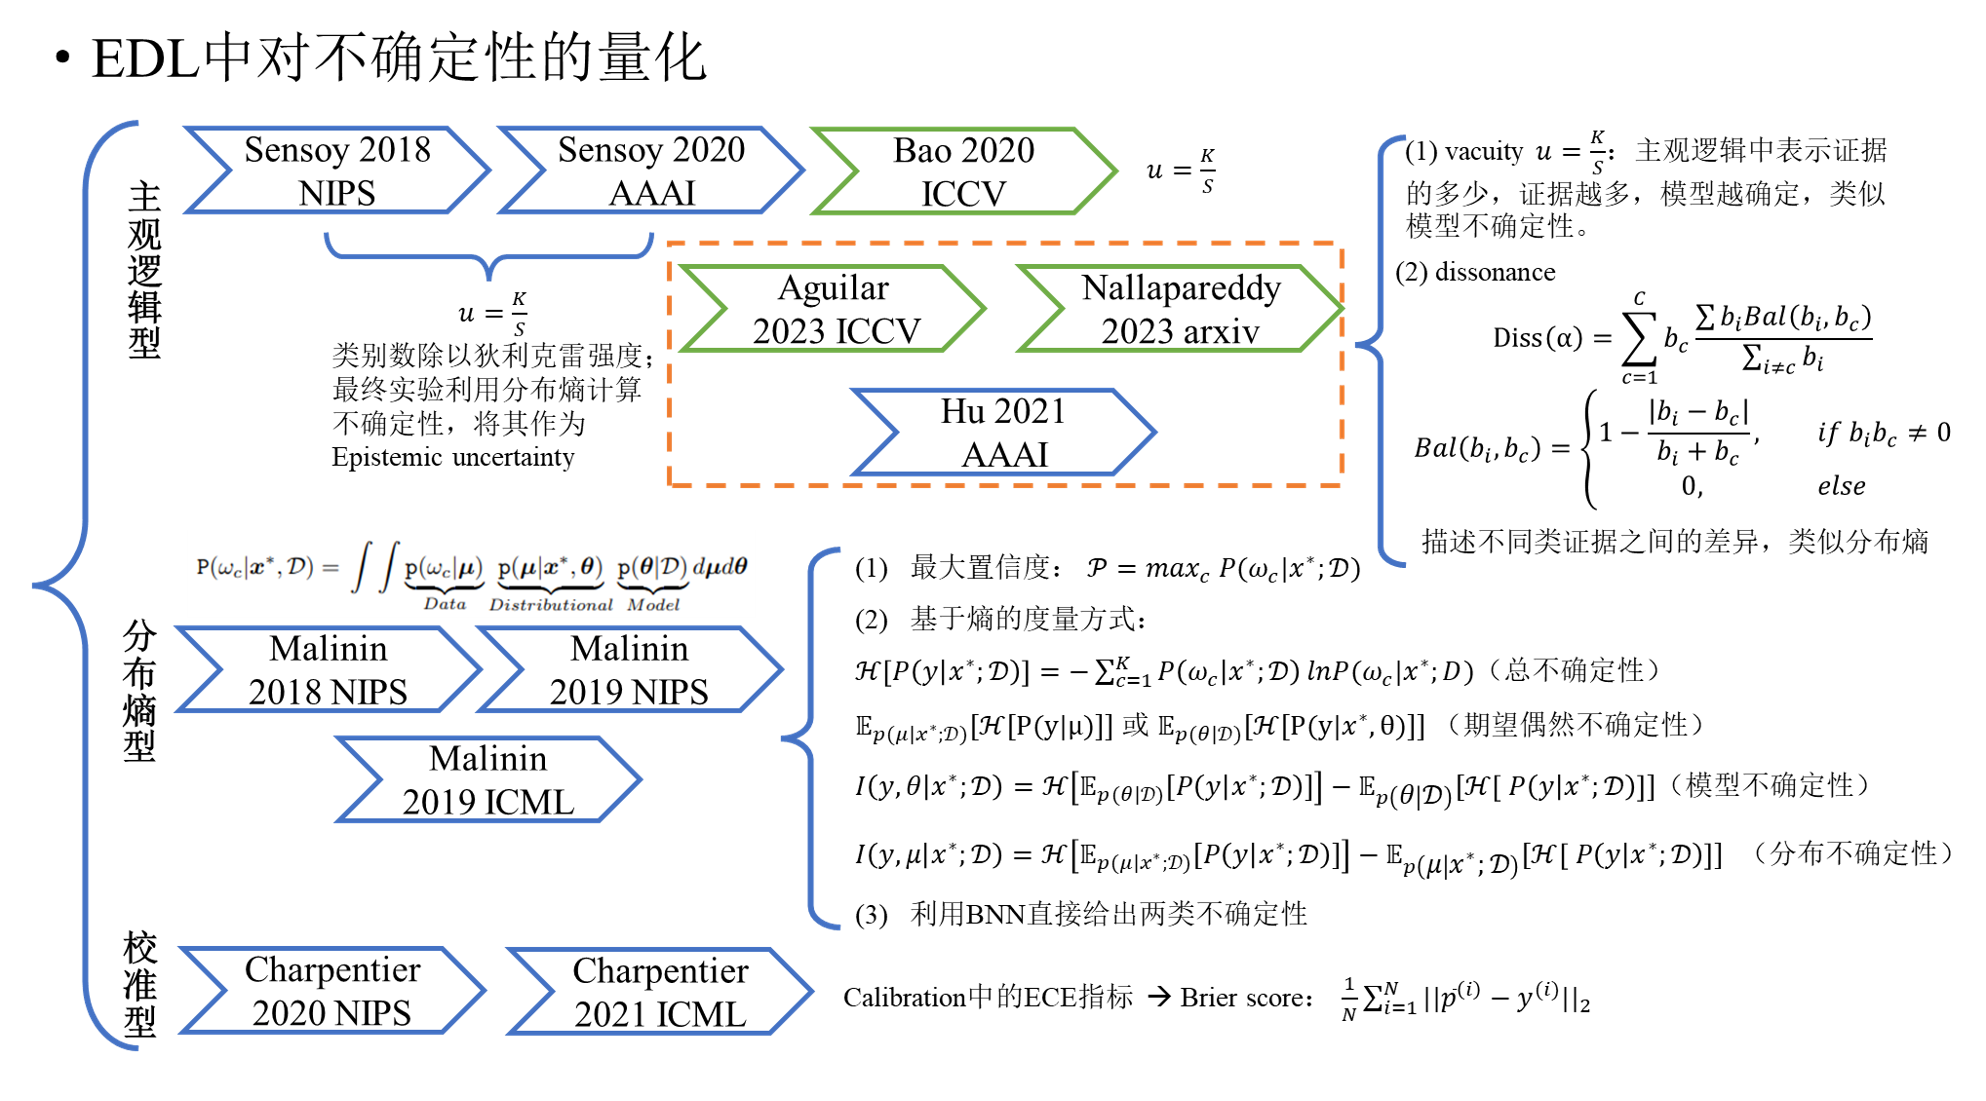 • EDL中对不确定性的量化
主观逻辑型
Sensoy 2018
NIPS
Sensoy 2020
AAAI
Bao 2020
ICCV
u = K/S
u = K/S
类别数除以狄利克雷强度；
最终实验利用分布熵计算
不确定性，将其作为
Epistemic uncertainty
Aguilar
2023 ICCV
Nallapareddy
2023 arxiv
Hu 2021
AAAI
(1) vacuity u = K/S：主观逻辑中表示证据
的多少，证据越多，模型越确定，类似
模型不确定性。
(2) dissonance
Diss(α) = ∑_{c=1}^{C} b_c (∑ b_i Bal(b_i, b_c)) / (∑_{i≠c} b_i)
Bal(b_i, b_c) = { 1 − |b_i − b_c| / (b_i + b_c), if b_i b_c ≠ 0
0, else
描述不同类证据之间的差异，类似分布熵
分布熵型
P(ω_c|x*, D) = ∫∫ p(ω_c|μ) p(μ|x*, θ) p(θ|D) dμdθ
Data Distributional Model
Malinin
2018 NIPS
Malinin
2019 NIPS
Malinin
2019 ICML
(1) 最大置信度： 𝒫 = max_c P(ω_c|x*; 𝒟)
(2) 基于熵的度量方式：
ℋ[P(y|x*; 𝒟)] = −∑_{c=1}^{K} P(ω_c|x*; 𝒟) lnP(ω_c|x*; D)（总不确定性）
𝔼_{p(μ|x*;𝒟)}[ℋ[P(y|μ)]] 或 𝔼_{p(θ|𝒟)}[ℋ[P(y|x*, θ)]] （期望偶然不确定性）
I(y, θ|x*; 𝒟) = ℋ[𝔼_{p(θ|𝒟)}[P(y|x*; 𝒟)]] − 𝔼_{p(θ|𝒟)}[ℋ[ P(y|x*; 𝒟)]]（模型不确定性）
I(y, μ|x*; 𝒟) = ℋ[𝔼_{p(μ|x*;𝒟)}[P(y|x*; 𝒟)]] − 𝔼_{p(μ|x*;𝒟)}[ℋ[ P(y|x*; 𝒟)]] （分布不确定性）
(3) 利用BNN直接给出两类不确定性
校准型
Charpentier
2020 NIPS
Charpentier
2021 ICML
Calibration中的ECE指标 → Brier score： 1/N ∑_{i=1}^{N} ||p̄^{(i)} − y^{(i)}||_2